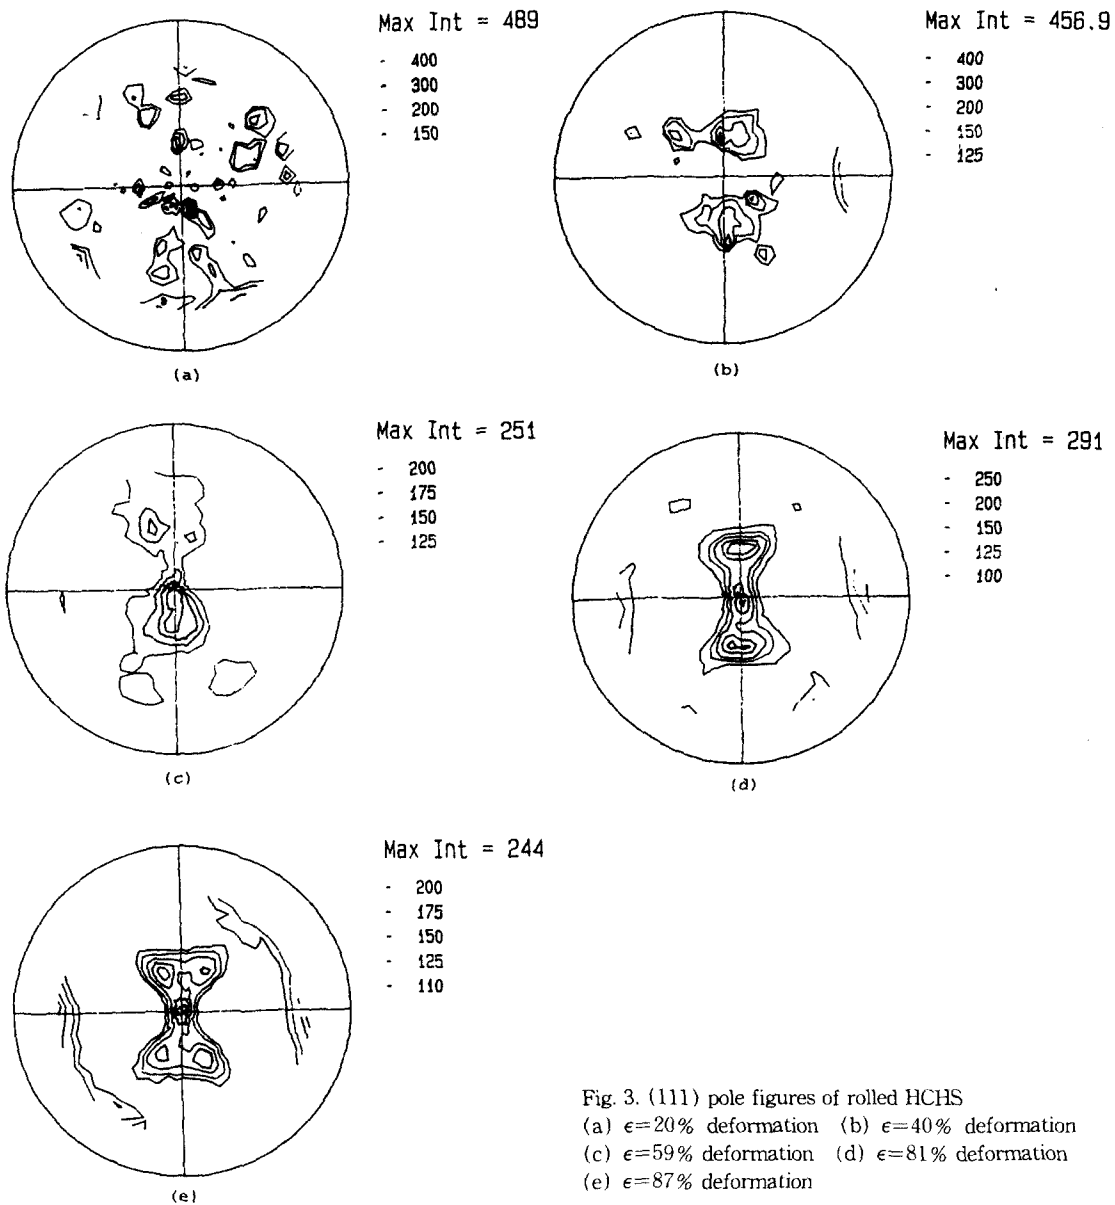 Max Int = 489
- 400
- 300
- 200
- 150
(a)
Max Int = 456.9
- 400
- 300
- 200
- 150
- 125
(b)
Max Int = 251
- 200
- 175
- 150
- 125
(c)
Max Int = 291
- 250
- 200
- 150
- 125
- 100
(d)
Max Int = 244
- 200
- 175
- 150
- 125
- 110
(e)
Fig. 3. (111) pole figures of rolled HCHS
(a) ϵ=20% deformation (b) ϵ=40% deformation
(c) ϵ=59% deformation (d) ϵ=81% deformation
(e) ϵ=87% deformation